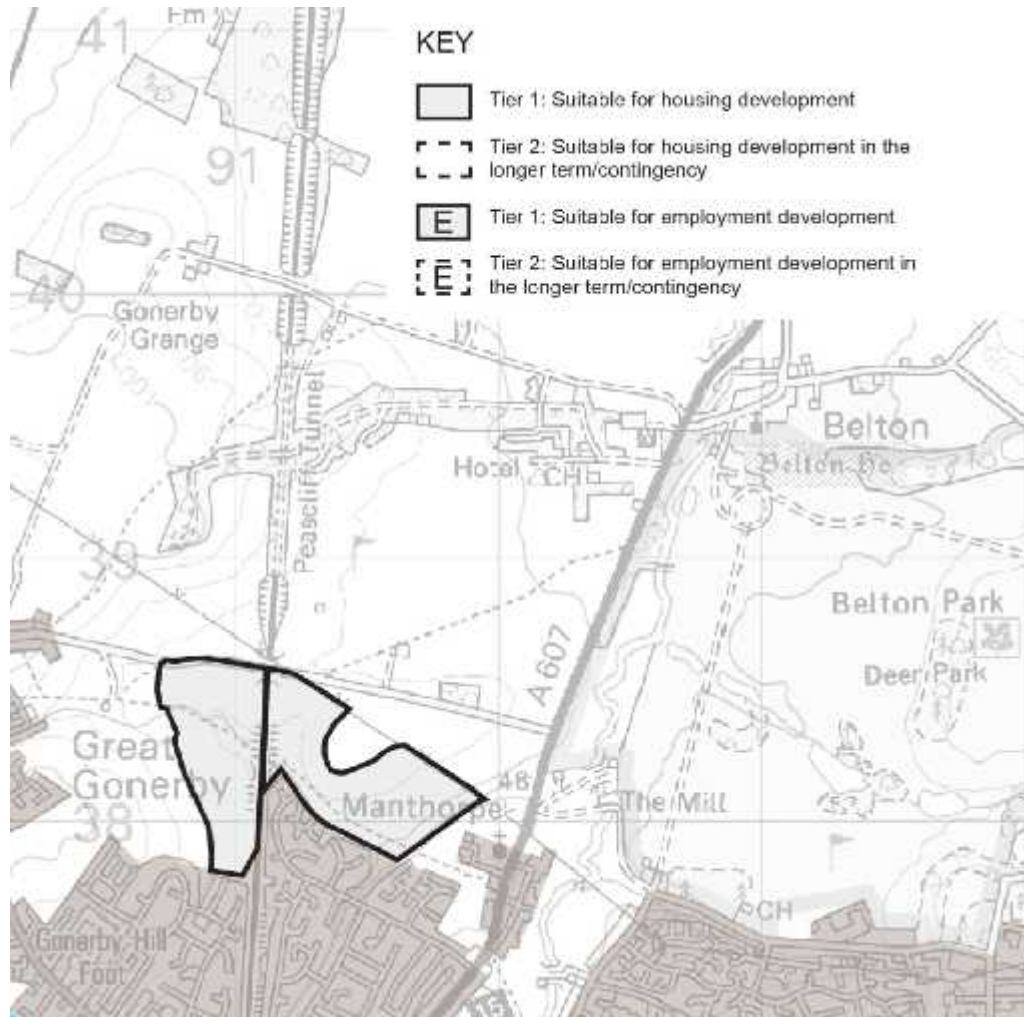 Fm
41
KEY
Tier 1: Suitable for housing development
Tier 2: Suitable for housing development in the
longer term/contingency
91
E Tier 1: Suitable for employment development
E Tier 2: Suitable for employment development in
the longer term/contingency
40
Gonerby
Grange
Peascliff Tunnel
Belton
Belton Ho
Hotel
CH
39
Belton Park
A 607
Deer Park
Great
Gonerby
48
Manthorpe
The Mill
38
CH
Gonerby Hill
Foot